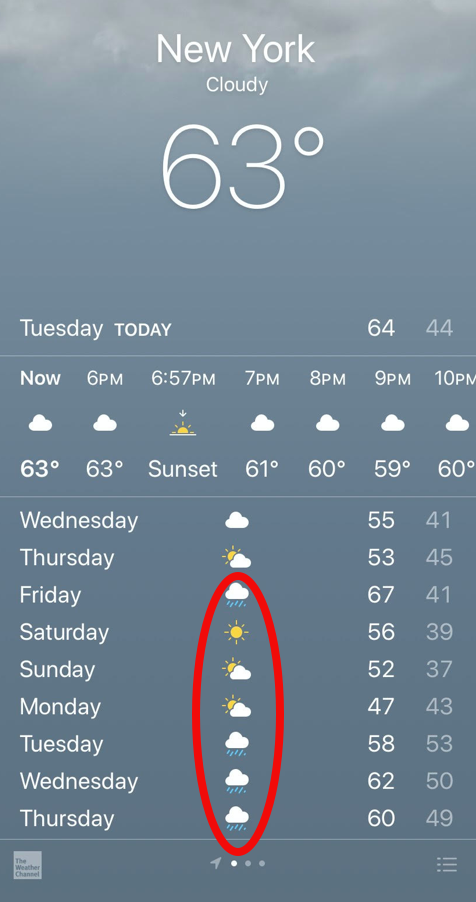 New York
Cloudy
63°
Tuesday TODAY 64 44
Now 6PM 6:57PM 7PM 8PM 9PM 10PM
63° 63° Sunset 61° 60° 59° 60°
Wednesday 55 41
Thursday 53 45
Friday 67 41
Saturday 56 39
Sunday 52 37
Monday 47 43
Tuesday 58 53
Wednesday 62 50
Thursday 60 49
The
Weather
Channel